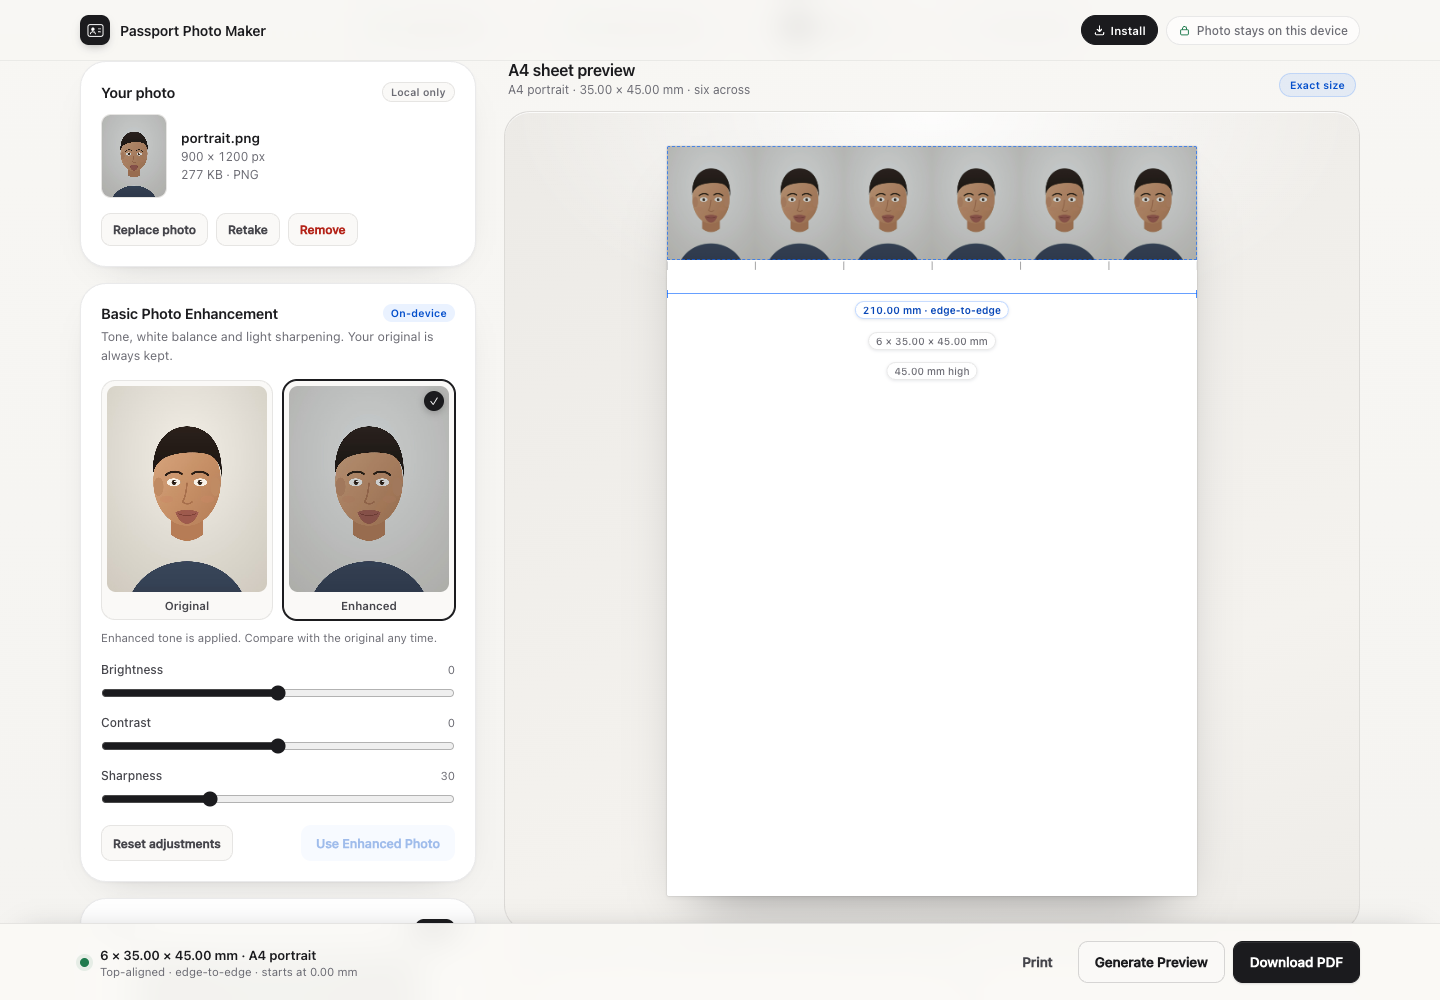 Passport Photo Maker
Install
Photo stays on this device
Your photo
Local only
portrait.png
900 × 1200 px
277 KB · PNG
Replace photo
Retake
Remove
Basic Photo Enhancement
On-device
Tone, white balance and light sharpening. Your original is
always kept.
Original
Enhanced
Enhanced tone is applied. Compare with the original any time.
Brightness
0
Contrast
0
Sharpness
30
Reset adjustments
Use Enhanced Photo
A4 sheet preview
A4 portrait · 35.00 × 45.00 mm · six across
Exact size
210.00 mm · edge-to-edge
6 × 35.00 × 45.00 mm
45.00 mm high
6 × 35.00 × 45.00 mm · A4 portrait
Top-aligned · edge-to-edge · starts at 0.00 mm
Print
Generate Preview
Download PDF